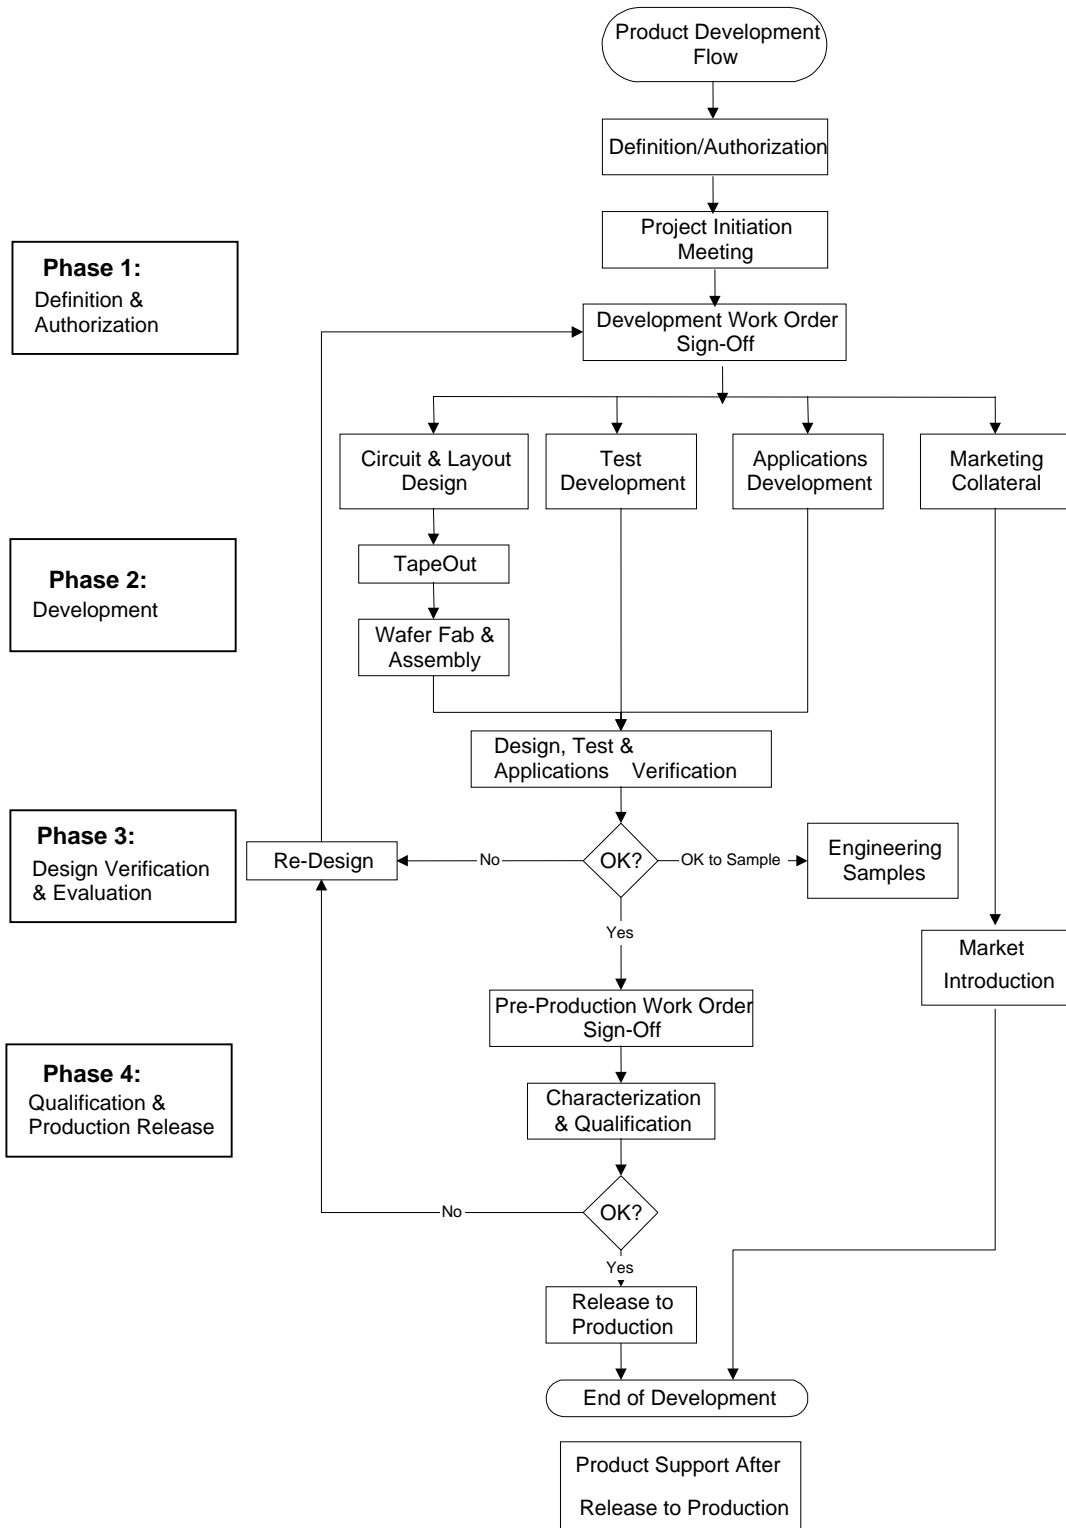 Product Development
Flow
Definition/Authorization
Project Initiation
Meeting
Phase 1:
Definition &
Authorization
Development Work Order
Sign-Off
Circuit & Layout
Design
Test
Development
Applications
Development
Marketing
Collateral
Phase 2:
Development
TapeOut
Wafer Fab &
Assembly
Design, Test &
Applications Verification
Phase 3:
Design Verification
& Evaluation
Re-Design
No
OK?
OK to Sample
Engineering
Samples
Yes
Market
Introduction
Pre-Production Work Order
Sign-Off
Phase 4:
Qualification &
Production Release
Characterization
& Qualification
No
OK?
Yes
Release to
Production
End of Development
Product Support After
Release to Production